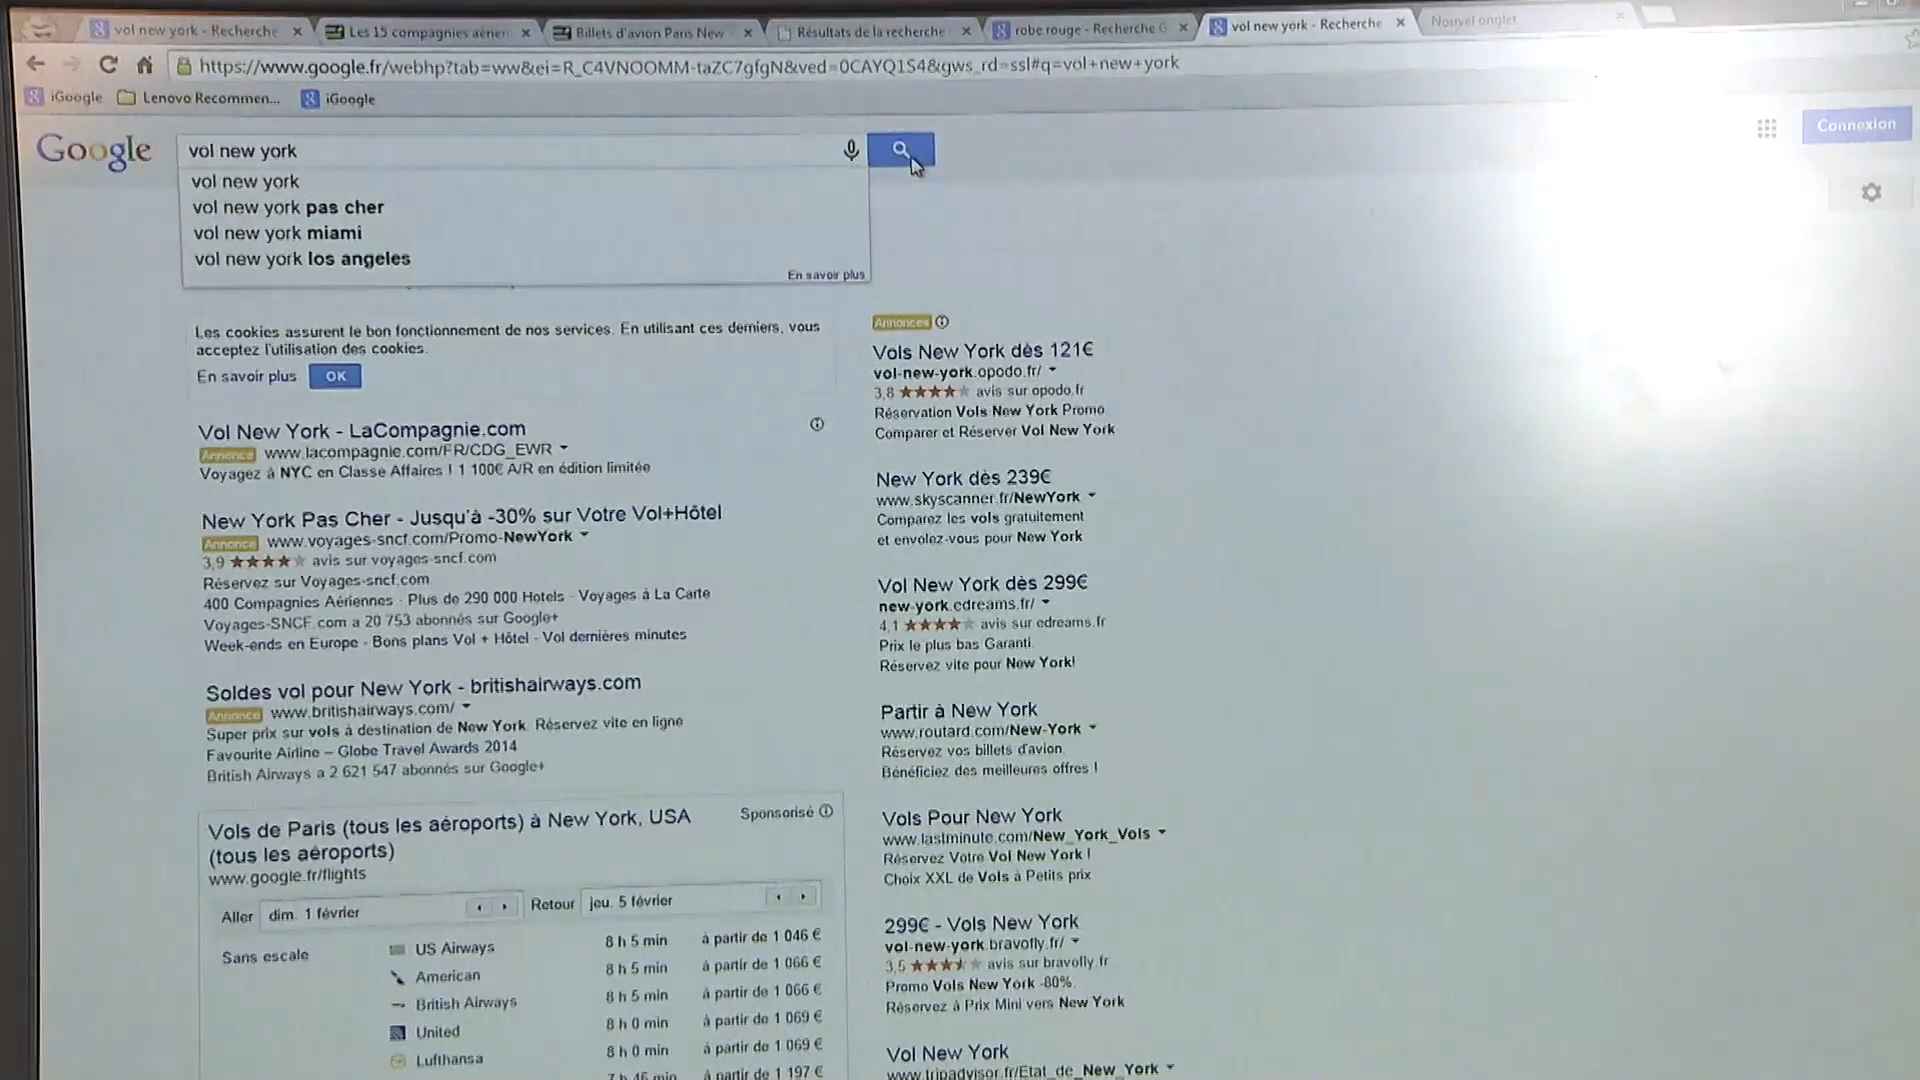 vol new york - Recherche
Les 15 compagnies aérien
Billets d'avion Paris New
Résultats de la recherche
robe rouge - Recherche G
vol new york - Recherche
Nouvel onglet
https://www.google.fr/webhp?tab=ww&ei=R_C4VNOOMM-taZC7gfgN&ved=0CAYQ1S4&gws_rd=ssl#q=vol+new+york
iGoogle
Lenovo Recommen...
iGoogle
Google
vol new york
Connexion
vol new york
vol new york pas cher
vol new york miami
vol new york los angeles
En savoir plus
Les cookies assurent le bon fonctionnement de nos services. En utilisant ces derniers, vous
acceptez l'utilisation des cookies.
En savoir plus
OK
Vol New York - LaCompagnie.com
Annonce www.lacompagnie.com/FR/CDG_EWR
Voyagez à NYC en Classe Affaires ! 1 100€ A/R en édition limitée
New York Pas Cher - Jusqu'à -30% sur Votre Vol+Hôtel
Annonce www.voyages-sncf.com/Promo-NewYork
3,9 ★★★★★ avis sur voyages-sncf.com
Réservez sur Voyages-sncf.com
400 Compagnies Aériennes - Plus de 290 000 Hotels - Voyages à La Carte
Voyages-SNCF.com a 20 753 abonnés sur Google+
Week-ends en Europe - Bons plans Vol + Hôtel - Vol dernières minutes
Soldes vol pour New York - britishairways.com
Annonce www.britishairways.com/
Super prix sur vols à destination de New York. Réservez vite en ligne
Favourite Airline – Globe Travel Awards 2014
British Airways a 2 621 547 abonnés sur Google+
Vols de Paris (tous les aéroports) à New York, USA
(tous les aéroports)
Sponsorisé
www.google.fr/flights
Aller dim. 1 février
Retour jeu. 5 février
Sans escale
US Airways 8 h 5 min à partir de 1 046 €
American 8 h 5 min à partir de 1 066 €
British Airways 8 h 5 min à partir de 1 066 €
United 8 h 0 min à partir de 1 069 €
Lufthansa 8 h 0 min à partir de 1 069 €
7 h 45 min à partir de 1 197 €
Annonces
Vols New York dès 121€
vol-new-york.opodo.fr/
3,8 ★★★★★ avis sur opodo.fr
Réservation Vols New York Promo
Comparer et Réserver Vol New York
New York dès 239€
www.skyscanner.fr/NewYork
Comparez les vols gratuitement
et envolez-vous pour New York
Vol New York dès 299€
new-york.edreams.fr/
4,1 ★★★★★ avis sur edreams.fr
Prix le plus bas Garanti.
Réservez vite pour New York!
Partir à New York
www.routard.com/New-York
Réservez vos billets d'avion.
Bénéficiez des meilleures offres !
Vols Pour New York
www.lastminute.com/New_York_Vols
Réservez Votre Vol New York !
Choix XXL de Vols à Petits prix
299€ - Vols New York
vol-new-york.bravofly.fr/
3,5 ★★★★★ avis sur bravofly.fr
Promo Vols New York -80%.
Réservez à Prix Mini vers New York
Vol New York
www.tripadvisor.fr/Etat_de_New_York